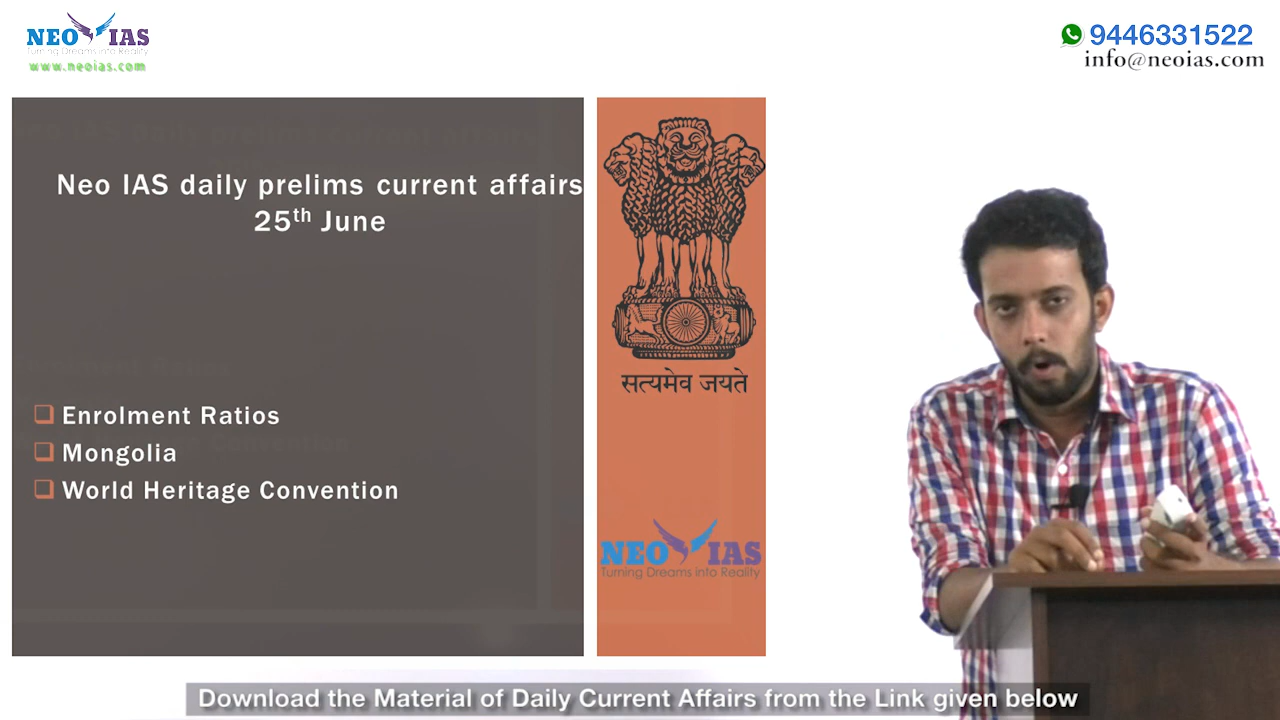 NEO IAS
Turning Dreams into Reality
www.neoias.com
9446331522
info@neoias.com
Neo IAS daily prelims current affairs
25th June
Enrolment Ratios
Mongolia
World Heritage Convention
सत्यमेव जयते
NEO IAS
Turning Dreams into Reality
Download the Material of Daily Current Affairs from the Link given below